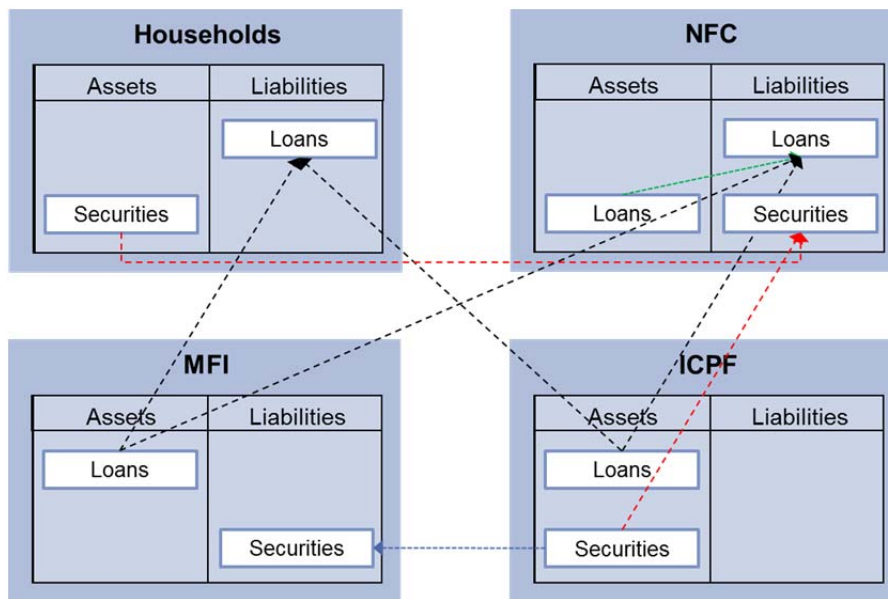 Households
Assets Liabilities
Loans
Securities
NFC
Assets Liabilities
Loans
Loans Securities
MFI
Assets Liabilities
Loans
Securities
ICPF
Assets Liabilities
Loans
Securities